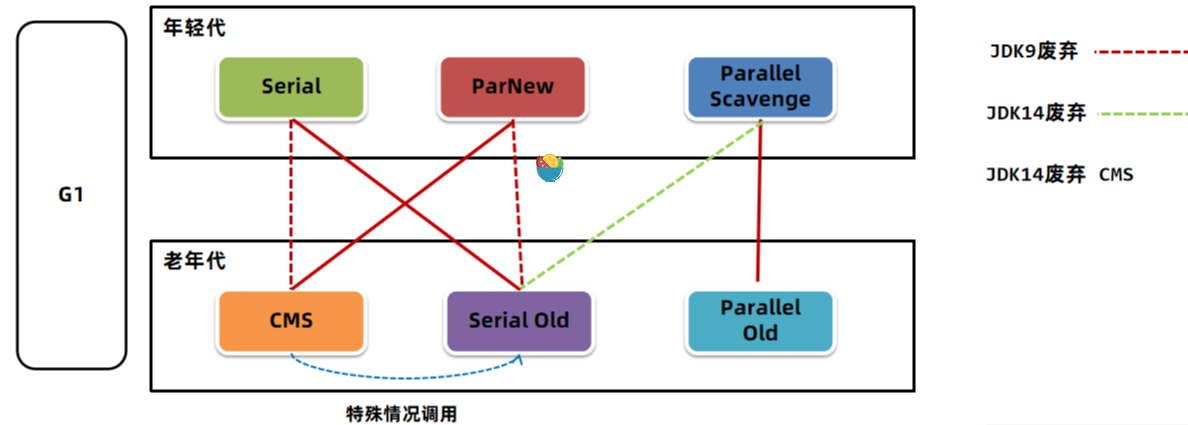 年轻代
Serial
ParNew
Parallel
Scavenge
G1
老年代
CMS
Serial Old
Parallel
Old
特殊情况调用
JDK9废弃
JDK14废弃
JDK14废弃 CMS